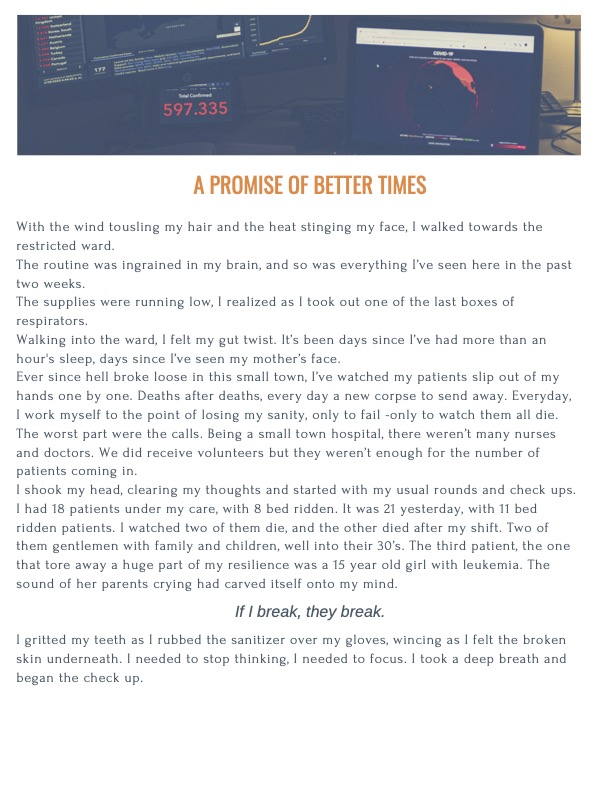 Total Confirmed
597.335
177
COVID-19
A PROMISE OF BETTER TIMES
With the wind tousling my hair and the heat stinging my face, I walked towards the
restricted ward.
The routine was ingrained in my brain, and so was everything I've seen here in the past
two weeks.
The supplies were running low, I realized as I took out one of the last boxes of
respirators.
Walking into the ward, I felt my gut twist. It's been days since I've had more than an
hour's sleep, days since I've seen my mother's face.
Ever since hell broke loose in this small town, I've watched my patients slip out of my
hands one by one. Deaths after deaths, every day a new corpse to send away. Everyday,
I work myself to the point of losing my sanity, only to fail -only to watch them all die.
The worst part were the calls. Being a small town hospital, there weren't many nurses
and doctors. We did receive volunteers but they weren't enough for the number of
patients coming in.
I shook my head, clearing my thoughts and started with my usual rounds and check ups.
I had 18 patients under my care, with 8 bed ridden. It was 21 yesterday, with 11 bed
ridden patients. I watched two of them die, and the other died after my shift. Two of
them gentlemen with family and children, well into their 30's. The third patient, the one
that tore away a huge part of my resilience was a 15 year old girl with leukemia. The
sound of her parents crying had carved itself onto my mind.
If I break, they break.
I gritted my teeth as I rubbed the sanitizer over my gloves, wincing as I felt the broken
skin underneath. I needed to stop thinking, I needed to focus. I took a deep breath and
began the check up.